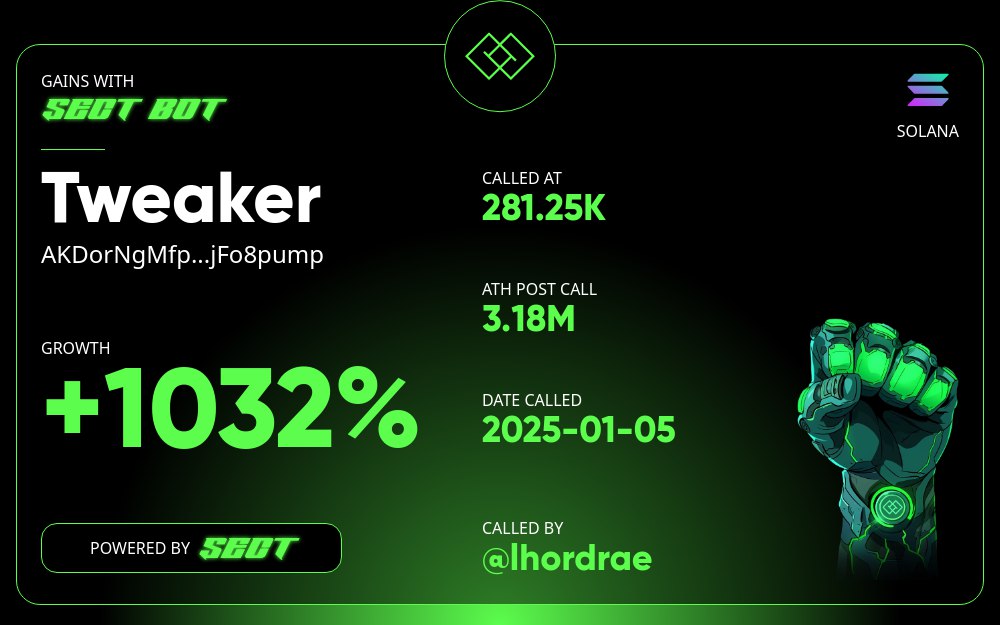 GAINS WITH
SECT BOT
SOLANA
Tweaker
AKDorNgMfp...jFo8pump
GROWTH
+1032%
CALLED AT
281.25K
ATH POST CALL
3.18M
DATE CALLED
2025-01-05
CALLED BY
@lhordrae
POWERED BY SECT